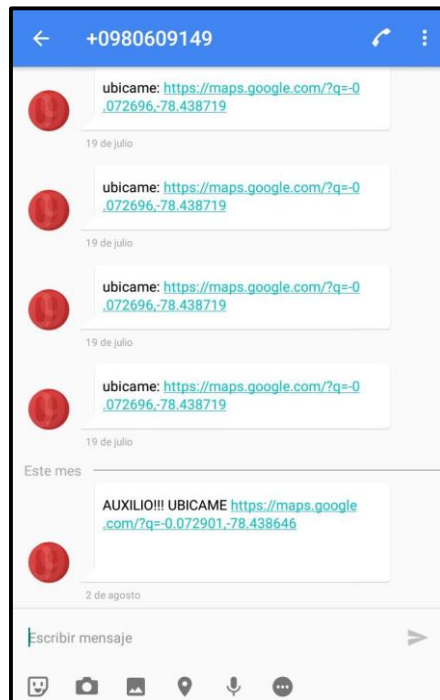 +0980609149
ubicame: https://maps.google.com/?q=-0
.072696,-78.438719
19 de julio
ubicame: https://maps.google.com/?q=-0
.072696,-78.438719
19 de julio
ubicame: https://maps.google.com/?q=-0
.072696,-78.438719
19 de julio
ubicame: https://maps.google.com/?q=-0
.072696,-78.438719
19 de julio
Este mes
AUXILIO!!! UBICAME https://maps.google
.com/?q=-0.072901,-78.438646
2 de agosto
Escribir mensaje